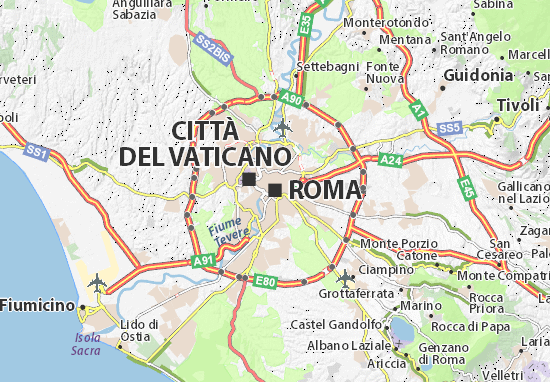 Anguillara
Sabazia
SS2BIS
E35
Monterotondo
Mentana
Sant'Angelo
Romano
Sabina
Marcell
Settebagni
Fonte
Nuova
Guidonia
A90
A1
Tivoli
SS5
SS1
CITTÀ
DEL VATICANO
ROMA
A24
E45
Gallicano
nel Lazio
Fiume
Tevere
Zagar
Monte Porzio
Catone
San
Cesareo
A91
E80
Ciampino
Monte Compatri
Fiumicino
Grottaferrata
Rocca
Priora
Marino
Lido di
Ostia
Isola
Sacra
Castel Gandolfo
Rocca di Papa
Albano Laziale
Ariccia
Genzano
di Roma
Laria
Velletri